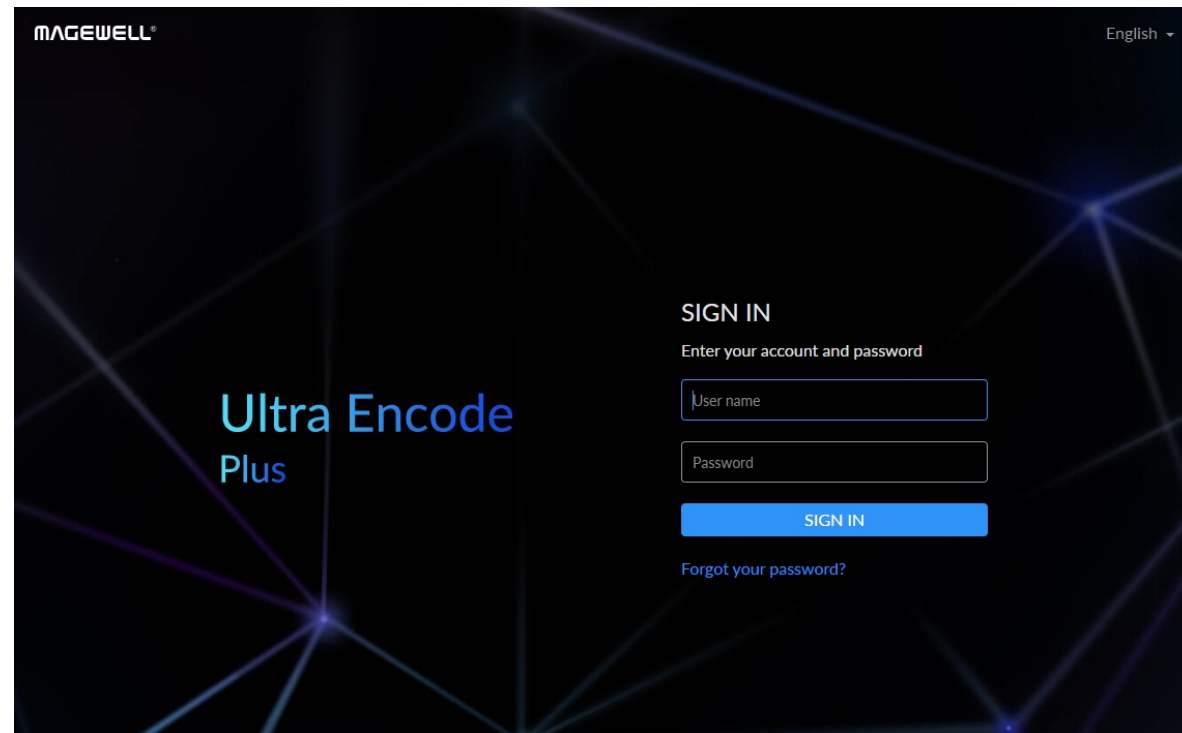 MAGEWELL®
English
SIGN IN
Enter your account and password
User name
Ultra Encode
Plus
Password
SIGN IN
Forgot your password?